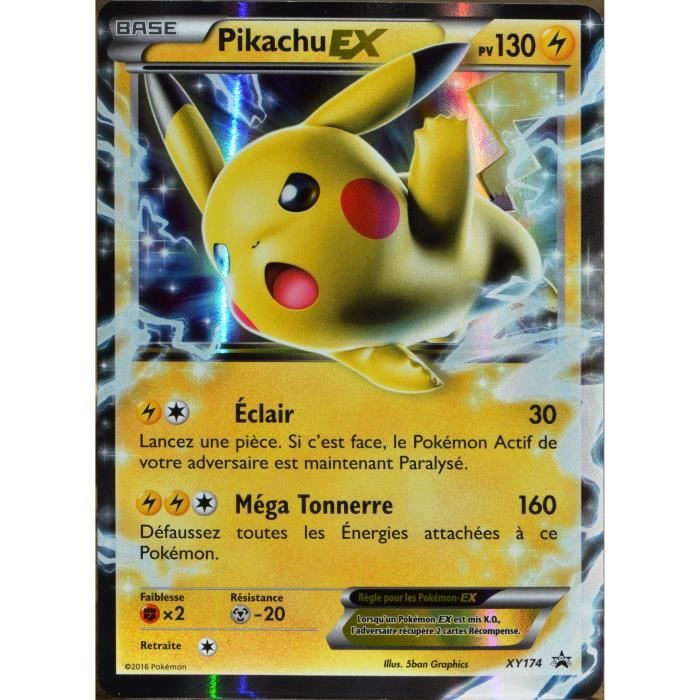 BASE
Pikachu EX
PV 130
Éclair 30
Lancez une pièce. Si c'est face, le Pokémon Actif de
votre adversaire est maintenant Paralysé.
Méga Tonnerre 160
Défaussez toutes les Énergies attachées à ce
Pokémon.
Faiblesse Résistance
×2 -20
Retraite
Règle pour les Pokémon-EX
Lorsqu'un Pokémon-EX est mis K.O.,
l'adversaire récupère 2 cartes Récompense.
©2016 Pokémon
Illus. 5ban Graphics
XY174